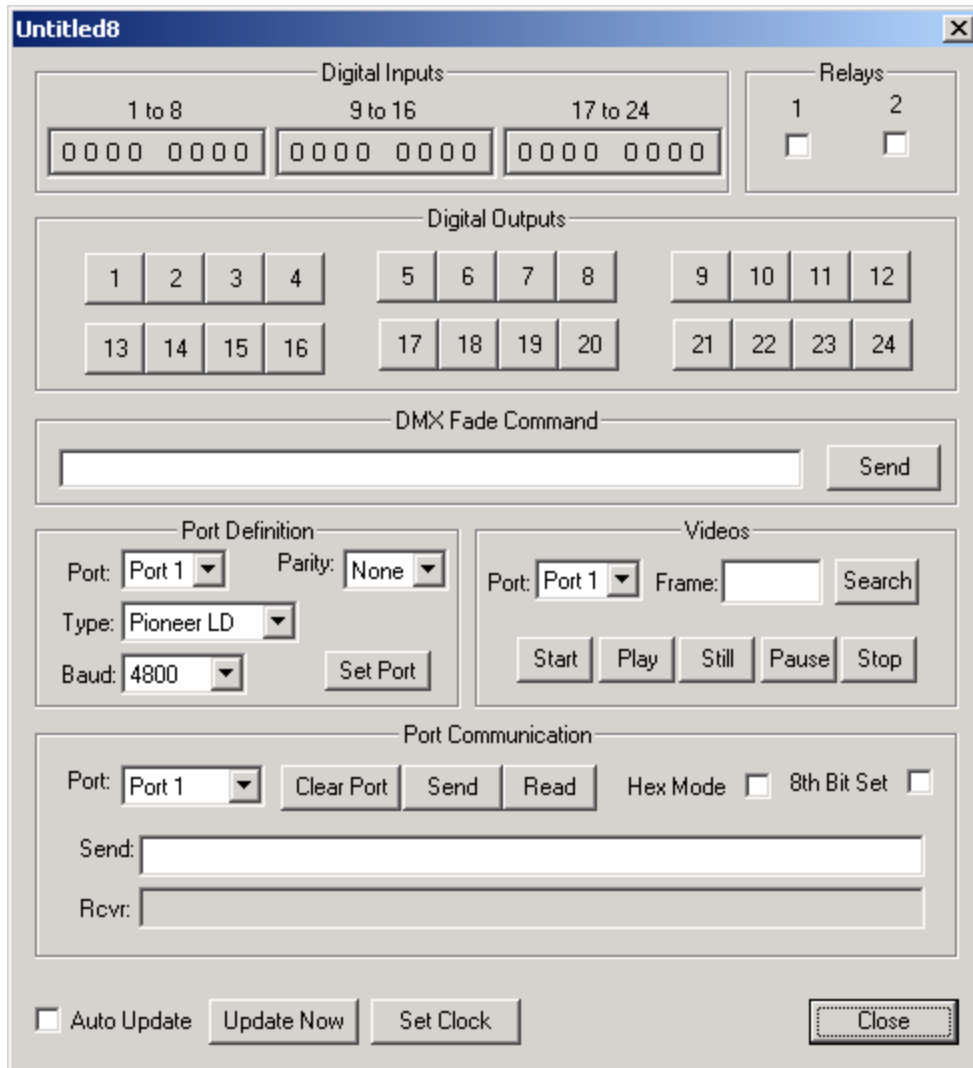 Untitled8
Digital Inputs
1 to 8 9 to 16 17 to 24
0000 0000 0000 0000 0000 0000
Relays
1 2
Digital Outputs
1 2 3 4 5 6 7 8 9 10 11 12
13 14 15 16 17 18 19 20 21 22 23 24
DMX Fade Command
Send
Port Definition
Port: Port 1 Parity: None
Type: Pioneer LD
Baud: 4800 Set Port
Videos
Port: Port 1 Frame: Search
Start Play Still Pause Stop
Port Communication
Port: Port 1 Clear Port Send Read Hex Mode 8th Bit Set
Send:
Rcvr:
Auto Update Update Now Set Clock Close